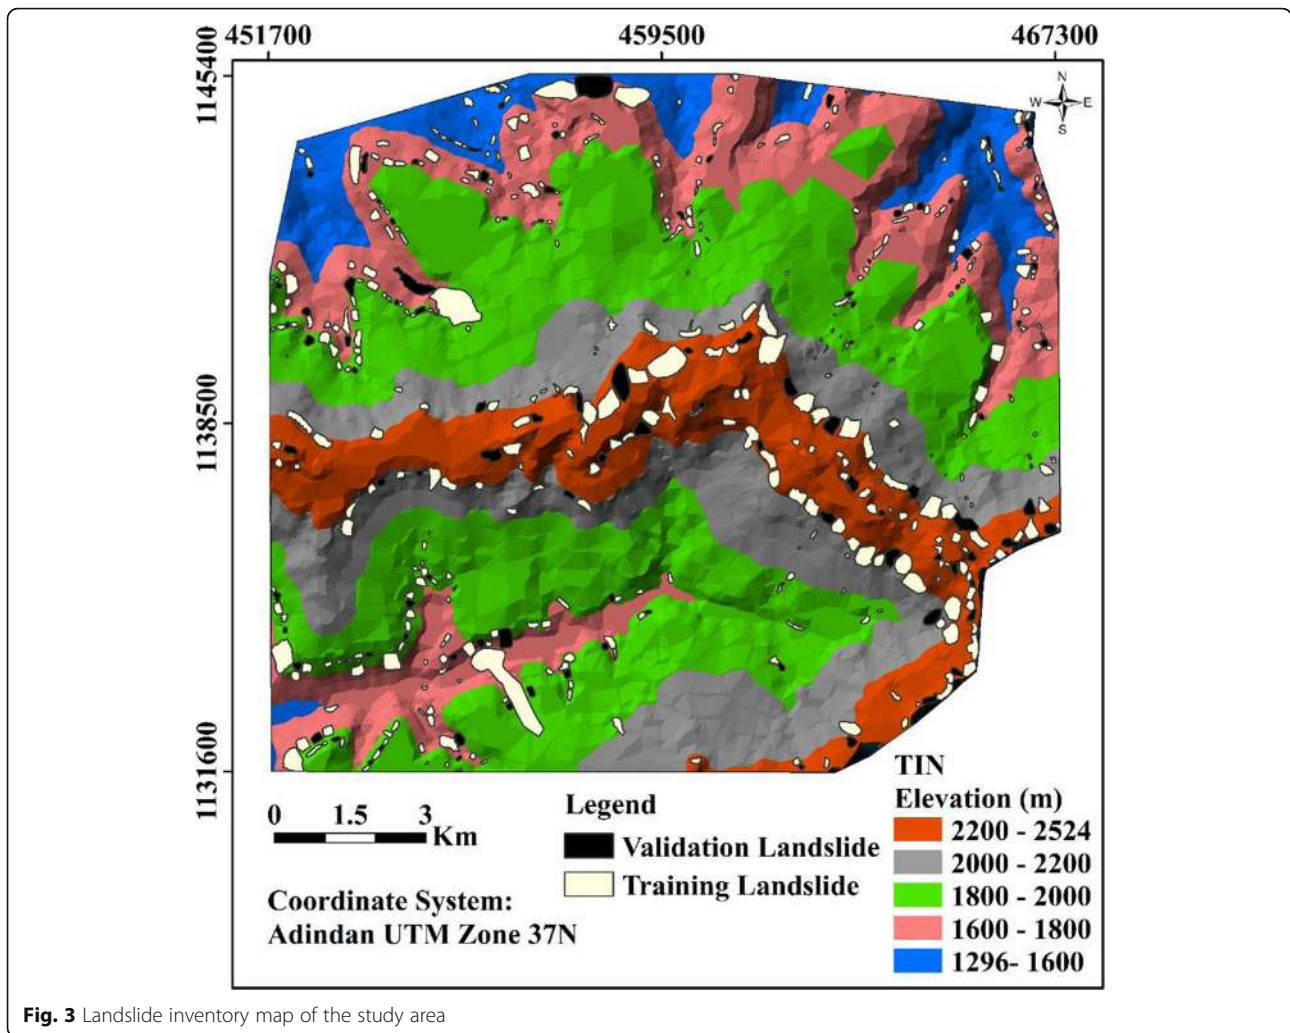 451700 459500 467300
1145400
N
W E
S
1138500
1131600
TIN
Elevation (m)
2200 - 2524
2000 - 2200
1800 - 2000
1600 - 1800
1296- 1600
0 1.5 3
Km
Legend
Validation Landslide
Training Landslide
Coordinate System:
Adindan UTM Zone 37N
Fig. 3 Landslide inventory map of the study area